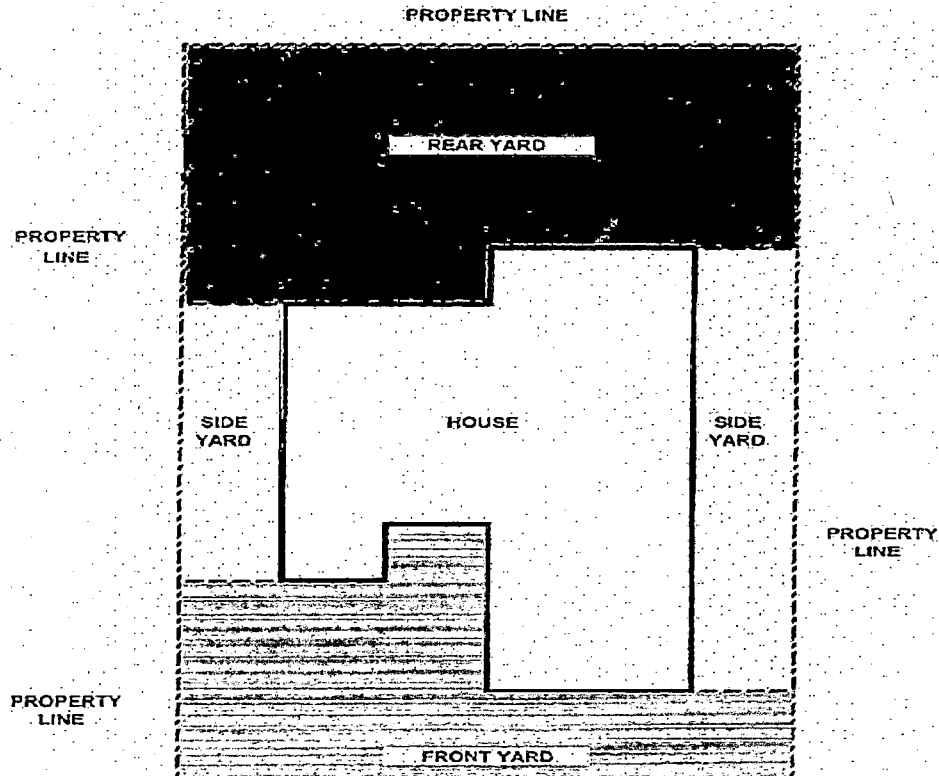 PROPERTY LINE
REAR YARD
PROPERTY
LINE
SIDE
YARD
HOUSE
SIDE
YARD
PROPERTY
LINE
PROPERTY
LINE
FRONT YARD